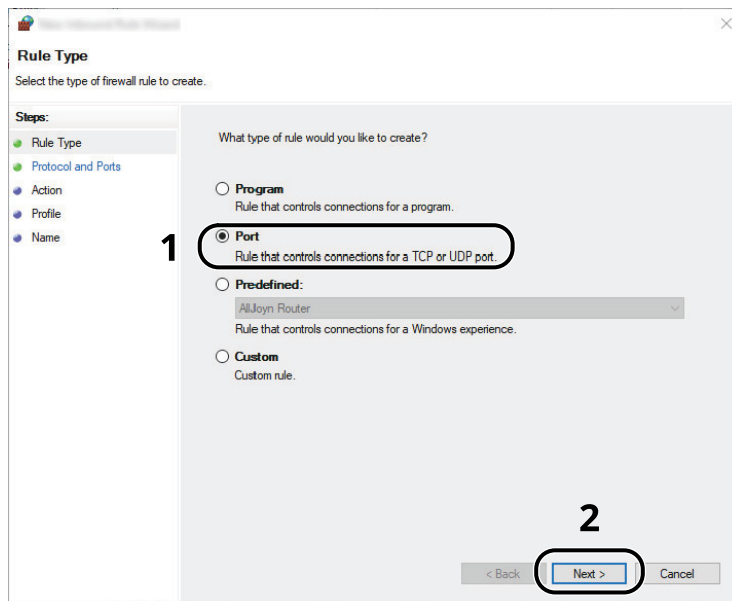 Rule Type
Select the type of firewall rule to create.
Steps:
Rule Type
Protocol and Ports
Action
Profile
Name
What type of rule would you like to create?
Program
Rule that controls connections for a program.
1
Port
Rule that controls connections for a TCP or UDP port.
Predefined:
AllJoyn Router
Rule that controls connections for a Windows experience.
Custom
Custom rule.
2
< Back
Next >
Cancel